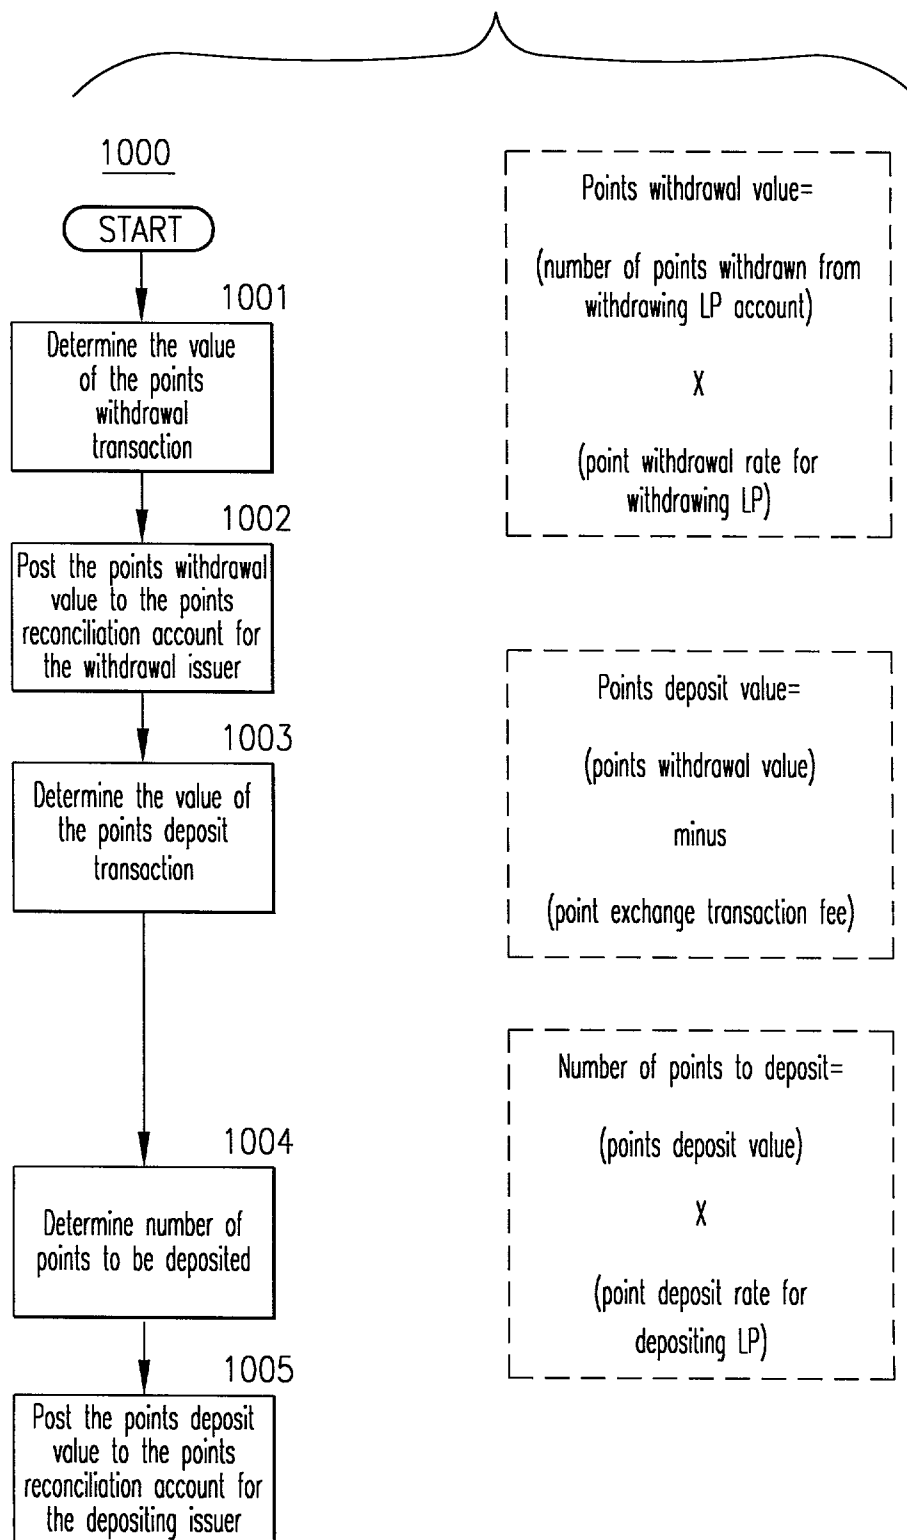 1000
START
1001
Determine the value
of the points
withdrawal
transaction
1002
Post the points withdrawal
value to the points
reconciliation account for
the withdrawal issuer
1003
Determine the value of
the points deposit
transaction
1004
Determine number of
points to be deposited
1005
Post the points deposit
value to the points
reconciliation account for
the depositing issuer
Points withdrawal value=
(number of points withdrawn from
withdrawing LP account)
X
(point withdrawal rate for
withdrawing LP)
Points deposit value=
(points withdrawal value)
minus
(point exchange transaction fee)
Number of points to deposit=
(points deposit value)
X
(point deposit rate for
depositing LP)